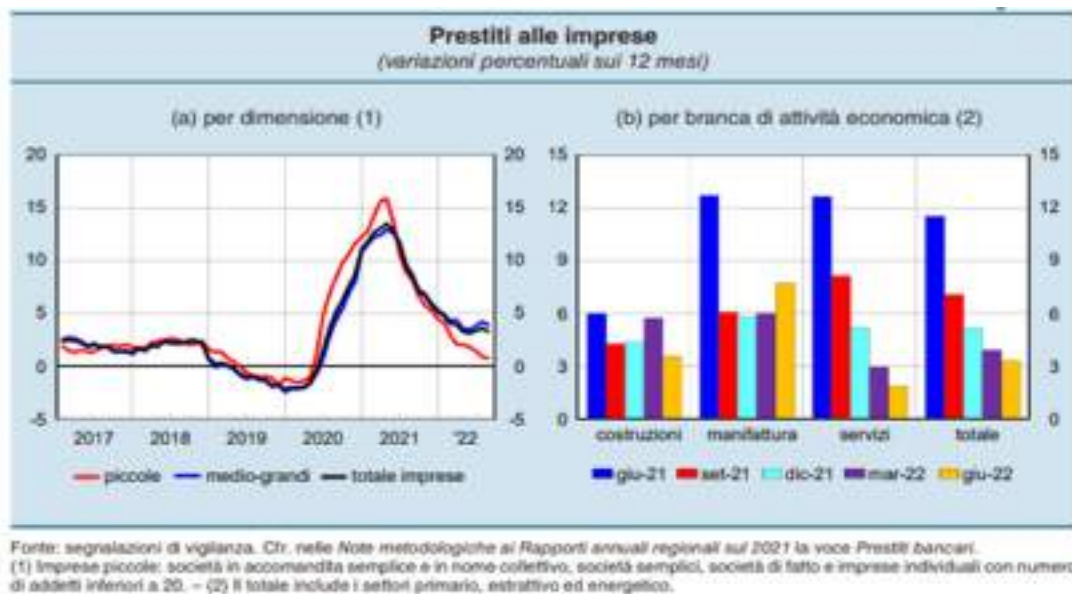 Prestiti alle imprese
(variazioni percentuali sui 12 mesi)
(a) per dimensione (1)
20 20
15 15
10 10
5 5
0 0
-5 -5
2017 2018 2019 2020 2021 '22
piccole medio-grandi totale imprese
(b) per branca di attività economica (2)
15 15
12 12
9 9
6 6
3 3
0 0
costruzioni manifattura servizi totale
giu-21 set-21 dic-21 mar-22 giu-22
Fonte: segnalazioni di vigilanza. Cfr. nelle Note metodologiche ai Rapporti annuali regionali sul 2021 la voce Prestiti bancari.
(1) Imprese piccole: società in accomandita semplice e in nome collettivo, società semplici, società di fatto e imprese individuali con numero
di addetti inferiori a 20. – (2) Il totale include i settori primario, estrattivo ed energetico.